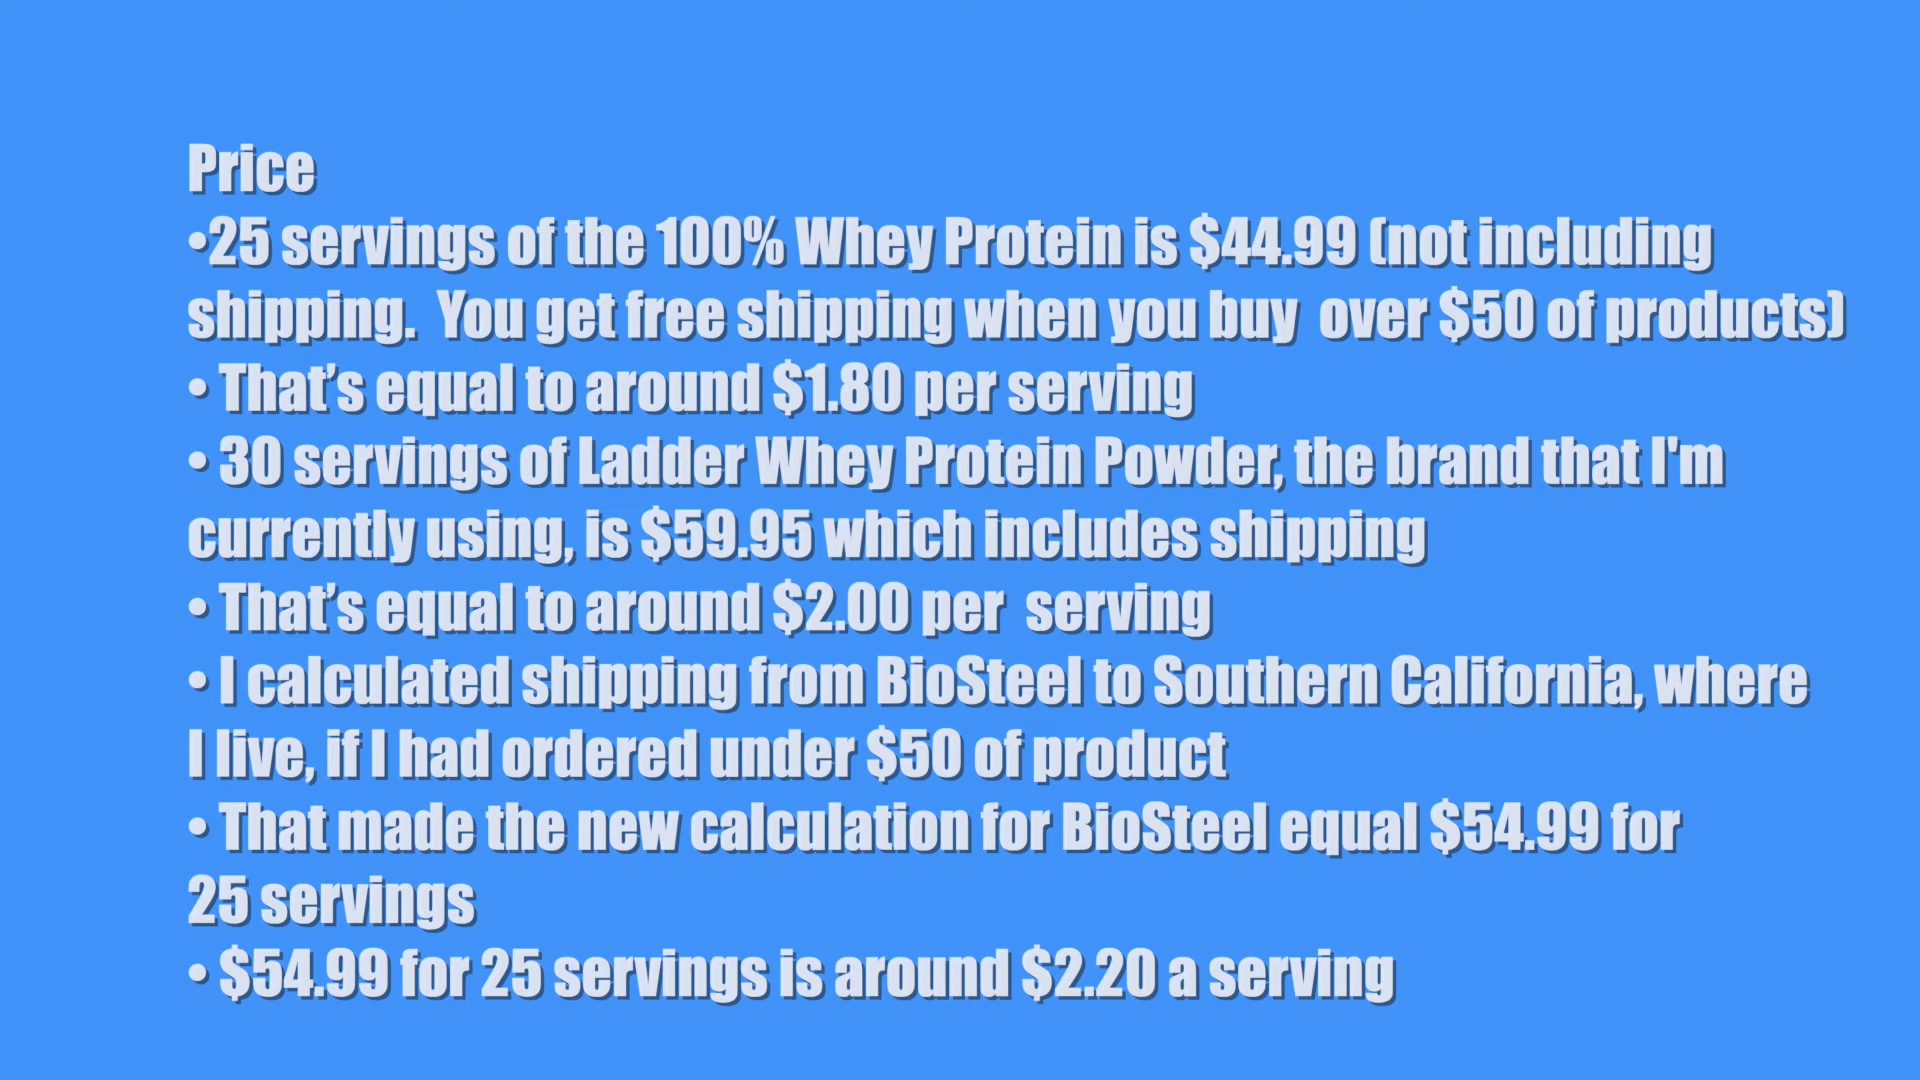 Price
•25 servings of the 100% Whey Protein is $44.99 (not including
shipping.  You get free shipping when you buy  over $50 of products)
• That’s equal to around $1.80 per serving
• 30 servings of Ladder Whey Protein Powder, the brand that I'm
currently using, is $59.95 which includes shipping
• That’s equal to around $2.00 per  serving
• I calculated shipping from BioSteel to Southern California, where
I live, if I had ordered under $50 of product
• That made the new calculation for BioSteel equal $54.99 for
25 servings
• $54.99 for 25 servings is around $2.20 a serving